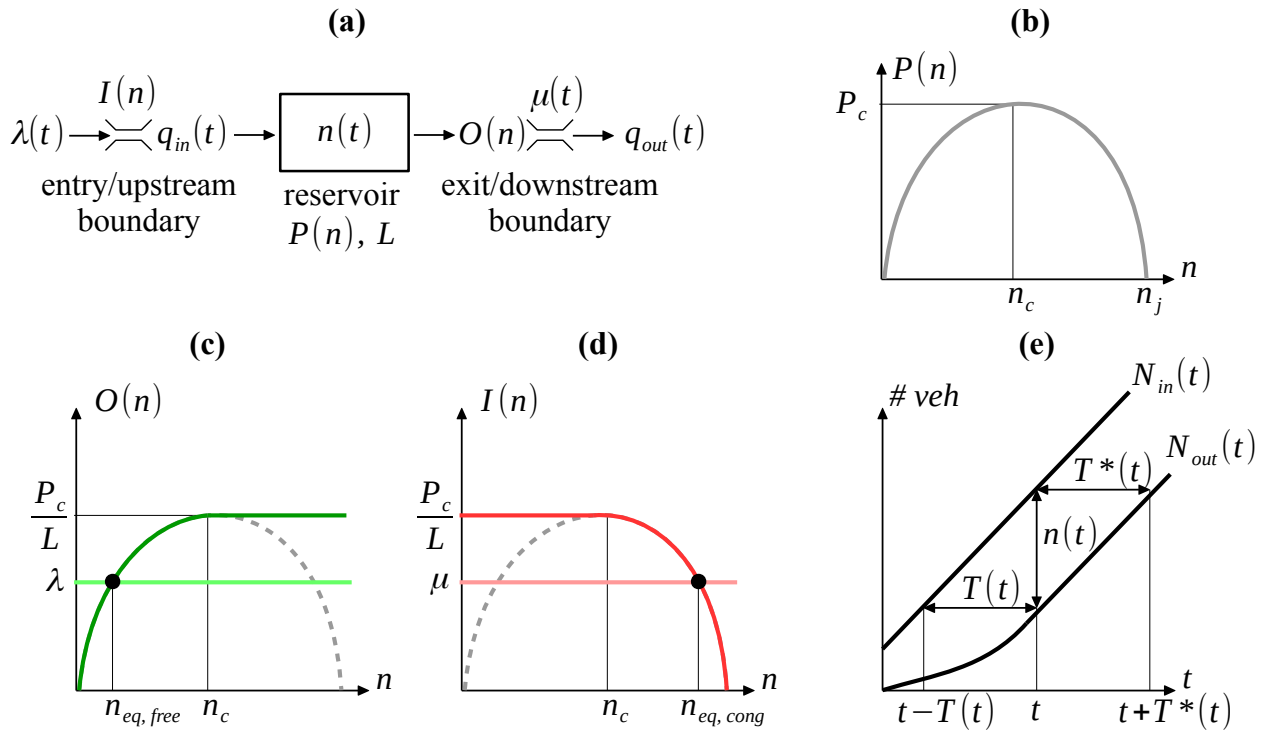 (a)
I(n)
μ(t)
λ(t)
q_in(t)
n(t)
O(n)
q_out(t)
entry/upstream
boundary
reservoir
P(n), L
exit/downstream
boundary
(b)
P(n)
P_c
n
n_c
n_j
(c)
O(n)
P_c
L
λ
n
n_eq, free
n_c
(d)
I(n)
P_c
L
μ
n
n_c
n_eq, cong
(e)
# veh
N_in(t)
N_out(t)
T*(t)
n(t)
T(t)
t
t−T(t)
t
t+T*(t)